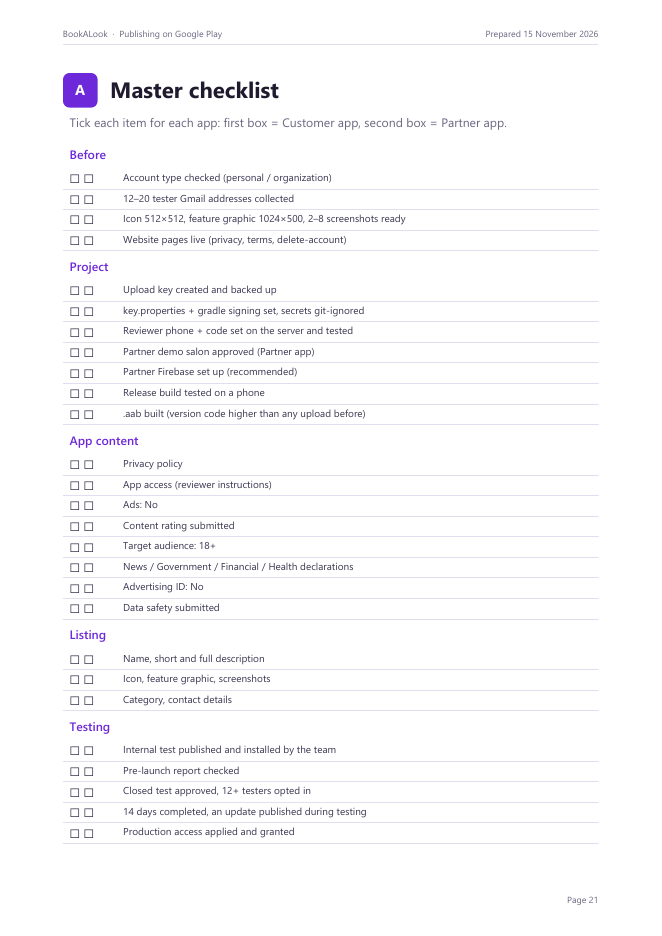 BookALook · Publishing on Google Play
Prepared 15 November 2026
A
Master checklist
Tick each item for each app: first box = Customer app, second box = Partner app.
Before
☐ ☐ Account type checked (personal / organization)
☐ ☐ 12–20 tester Gmail addresses collected
☐ ☐ Icon 512×512, feature graphic 1024×500, 2–8 screenshots ready
☐ ☐ Website pages live (privacy, terms, delete-account)
Project
☐ ☐ Upload key created and backed up
☐ ☐ key.properties + gradle signing set, secrets git-ignored
☐ ☐ Reviewer phone + code set on the server and tested
☐ ☐ Partner demo salon approved (Partner app)
☐ ☐ Partner Firebase set up (recommended)
☐ ☐ Release build tested on a phone
☐ ☐ .aab built (version code higher than any upload before)
App content
☐ ☐ Privacy policy
☐ ☐ App access (reviewer instructions)
☐ ☐ Ads: No
☐ ☐ Content rating submitted
☐ ☐ Target audience: 18+
☐ ☐ News / Government / Financial / Health declarations
☐ ☐ Advertising ID: No
☐ ☐ Data safety submitted
Listing
☐ ☐ Name, short and full description
☐ ☐ Icon, feature graphic, screenshots
☐ ☐ Category, contact details
Testing
☐ ☐ Internal test published and installed by the team
☐ ☐ Pre-launch report checked
☐ ☐ Closed test approved, 12+ testers opted in
☐ ☐ 14 days completed, an update published during testing
☐ ☐ Production access applied and granted
Page 21